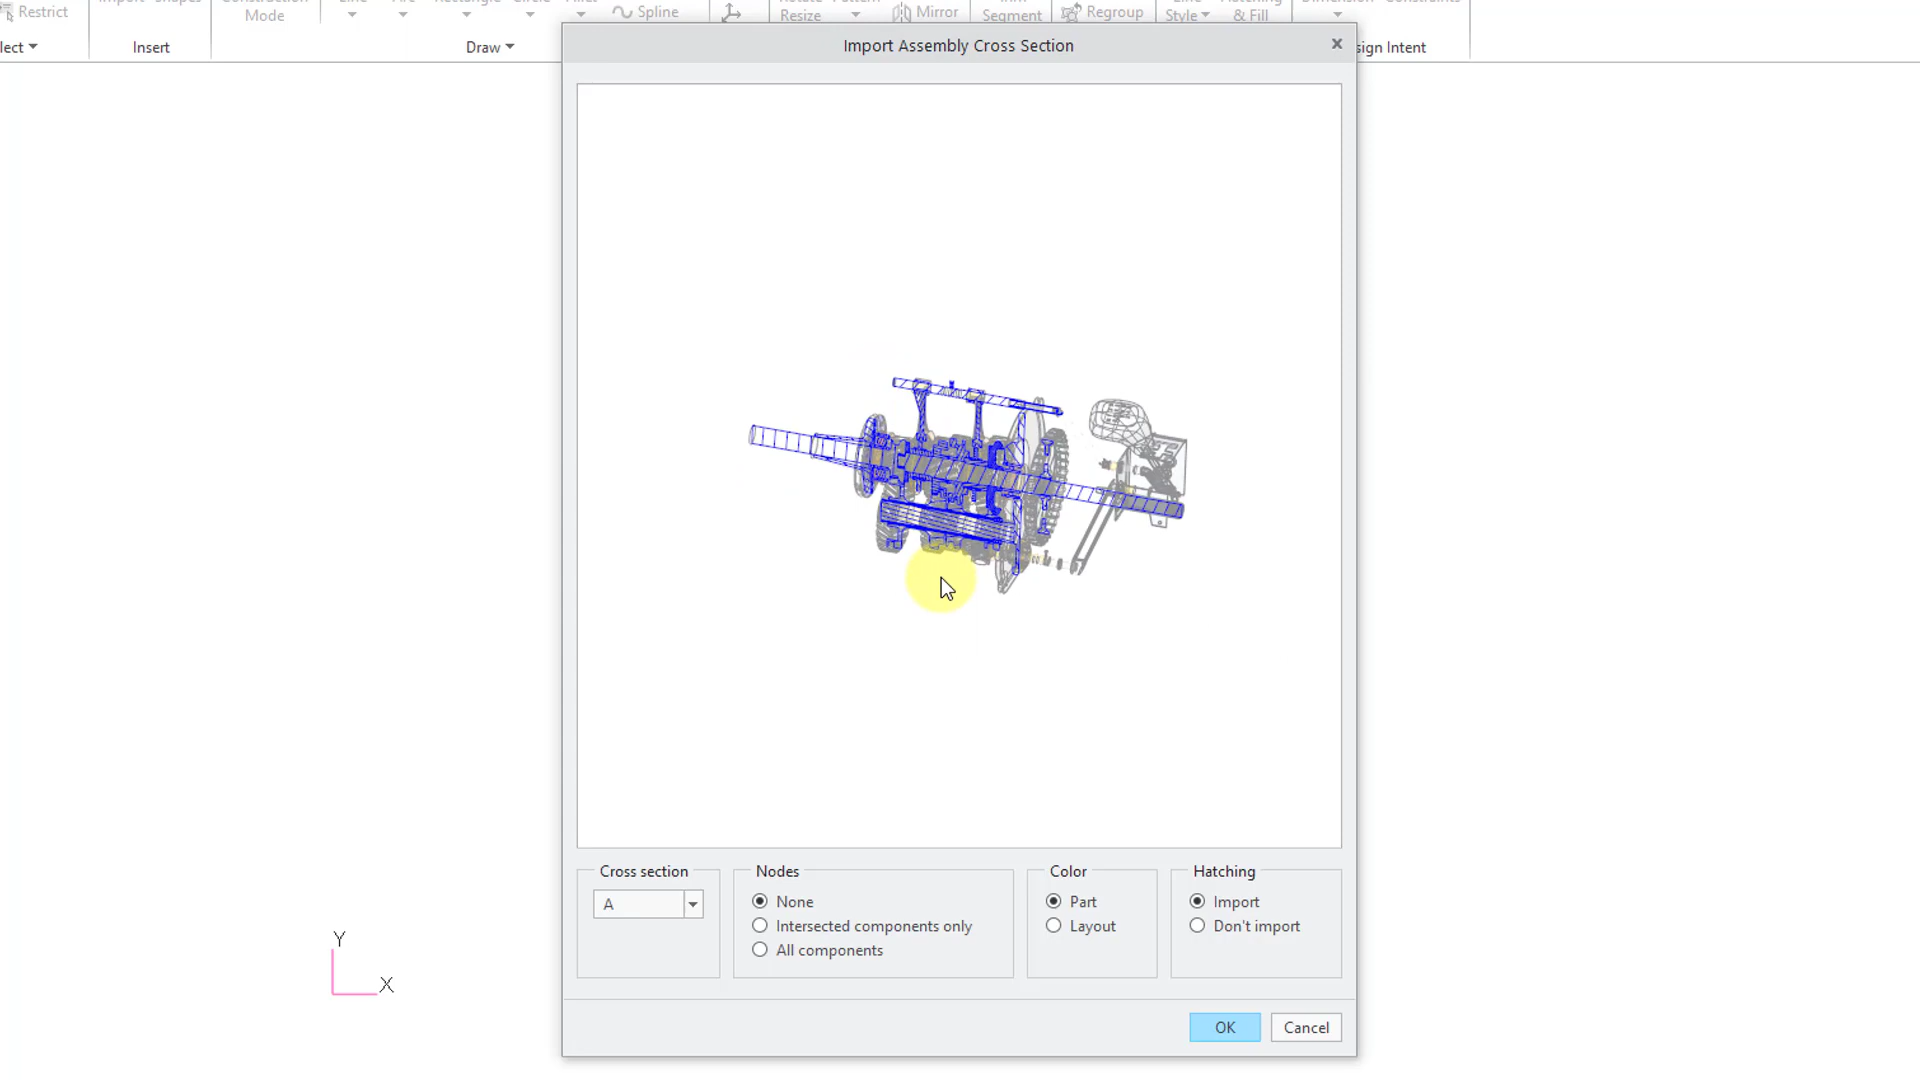 Restrict
Mode
Spline
Resize
Mirror
Segment
Regroup
Style
& Fill
lect
Insert
Draw
sign Intent
Import Assembly Cross Section
Cross section
A
Nodes
None
Intersected components only
All components
Color
Part
Layout
Hatching
Import
Don't import
Y
X
OK
Cancel